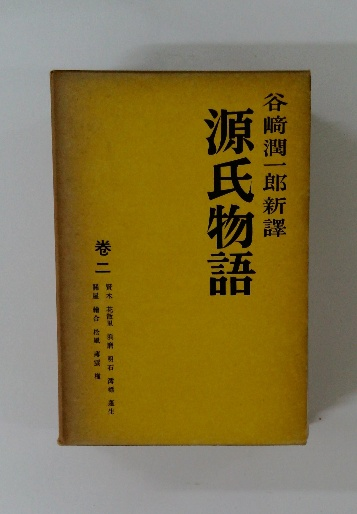 谷崎潤一郎新譯
源氏物語
卷二
賢木 花散里 須磨 明石 澪標 蓬生
關屋 繪合 松風 薄雲 槿